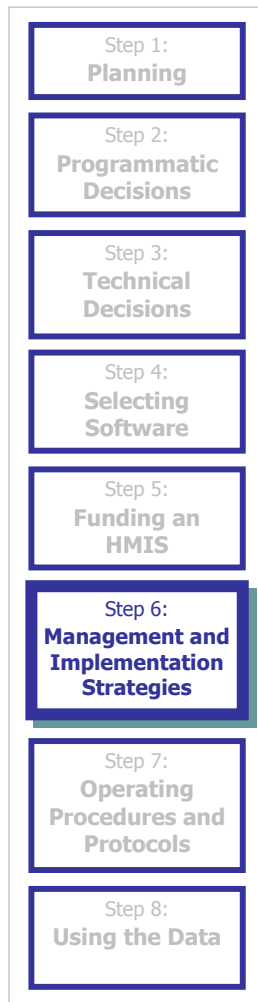 Step 1:
Planning
Step 2:
Programmatic
Decisions
Step 3:
Technical
Decisions
Step 4:
Selecting
Software
Step 5:
Funding an
HMIS
Step 6:
Management and
Implementation
Strategies
Step 7:
Operating
Procedures and
Protocols
Step 8:
Using the Data